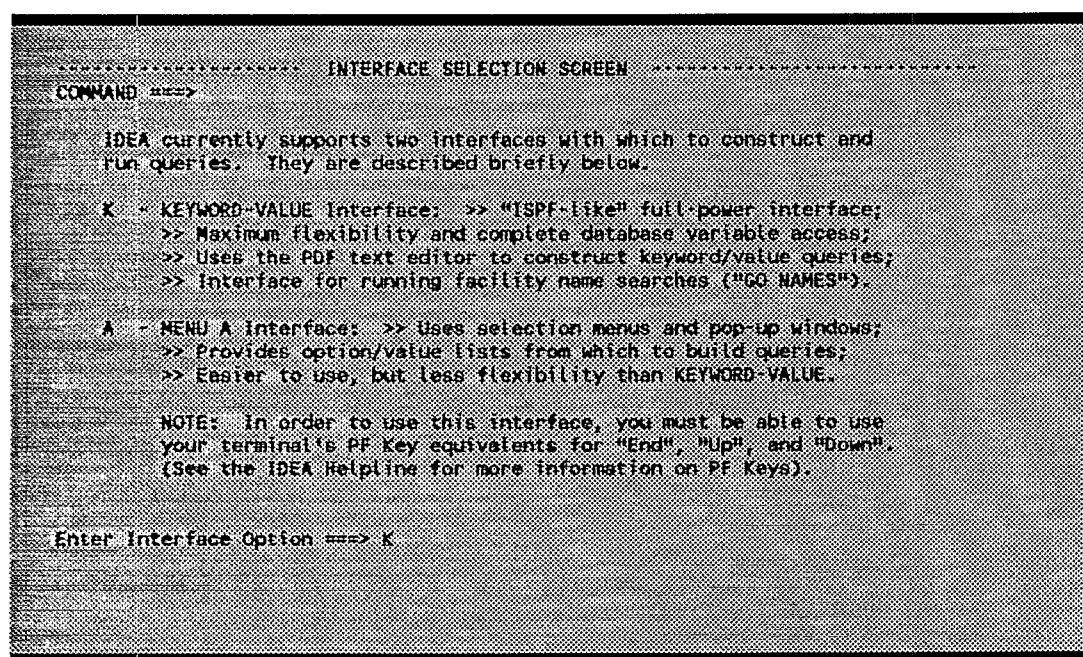 ---------------------- INTERFACE SELECTION SCREEN ----------------------------
COMMAND ===>
IDEA currently supports two interfaces with which to construct and
run queries. They are described briefly below.
K - KEYWORD-VALUE Interface: >> "ISPF-like" full-power interface;
>> Maximum flexibility and complete database variable access;
>> Uses the PDF text editor to construct keyword/value queries;
>> Interface for running facility name searches ("GO NAMES").
A - MENU A Interface: >> Uses selection menus and pop-up windows;
>> Provides option/value lists from which to build queries;
>> Easier to use, but less flexibility than KEYWORD-VALUE.
NOTE: In order to use this interface, you must be able to use
your terminal's PF Key equivalents for "End", "Up", and "Down".
(See the IDEA Helpline for more information on PF Keys).
Enter Interface Option ===> K